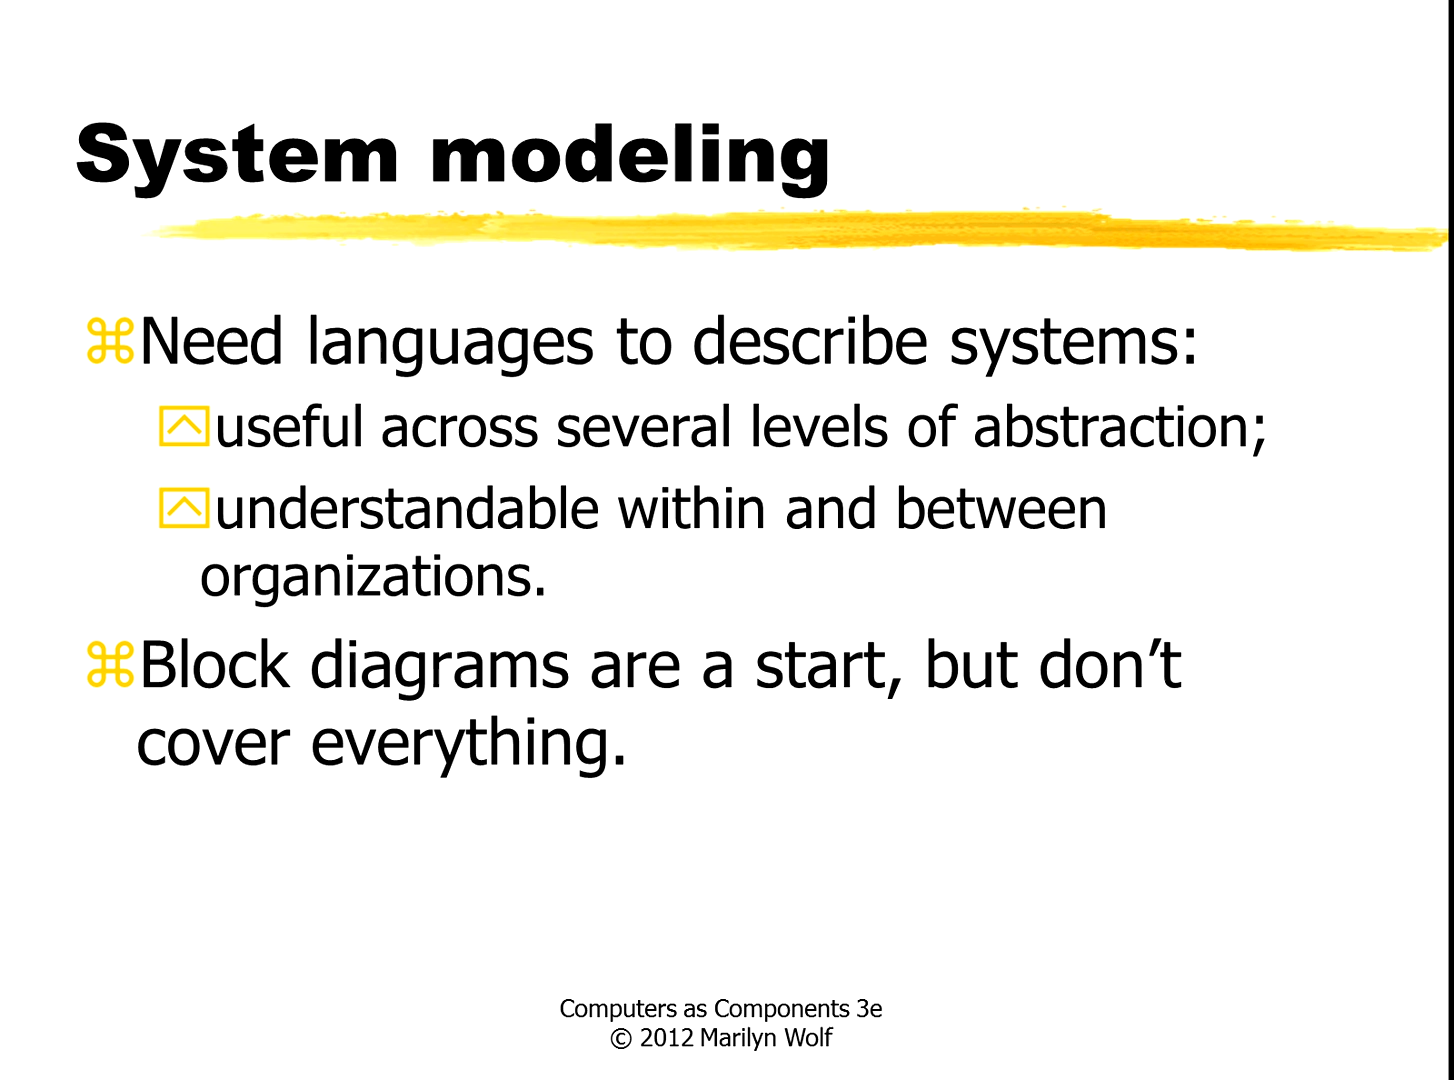 System modeling
⌘Need languages to describe systems:
useful across several levels of abstraction;
understandable within and between
organizations.
⌘Block diagrams are a start, but don’t
cover everything.
Computers as Components 3e
© 2012 Marilyn Wolf